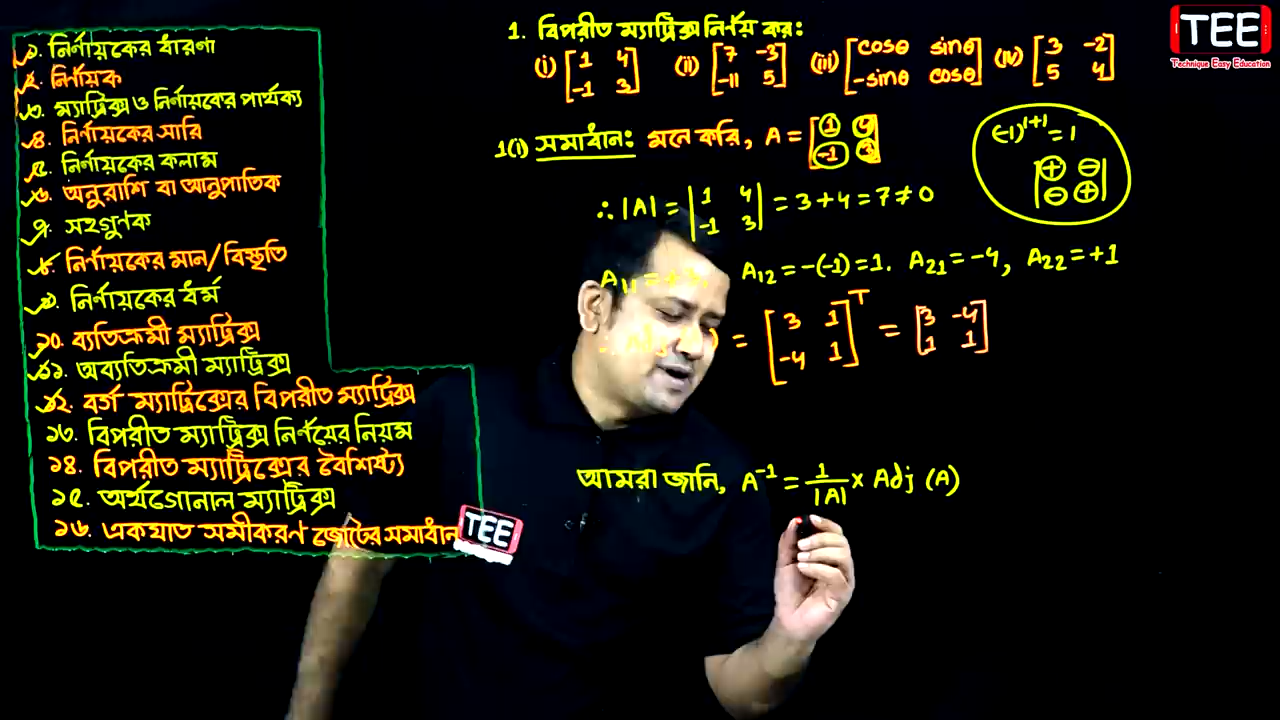 ১. নির্ণায়কের ধারণা
২. নির্ণায়ক
৩. ম্যাট্রিক্স ও নির্ণায়কের পার্থক্য
৪. নির্ণায়কের সারি
৫. নির্ণায়কের কলাম
৬. অনুরাশি বা আনুপাতিক
৭. সহগুণক
৮. নির্ণায়কের মান/বিস্তৃতি
৯. নির্ণায়কের ধর্ম
১০. ব্যতিক্রমী ম্যাট্রিক্স
১১. অব্যতিক্রমী ম্যাট্রিক্স
১২. বর্গ ম্যাট্রিক্সের বিপরীত ম্যাট্রিক্স
১৩. বিপরীত ম্যাট্রিক্স নির্ণয়ের নিয়ম
১৪. বিপরীত ম্যাট্রিক্সের বৈশিষ্ট্য
১৫. অর্থগোনাল ম্যাট্রিক্স
১৬. একঘাত সমীকরণ জোটের সমাধান
TEE
1. বিপরীত ম্যাট্রিক্স নির্ণয় কর:
(i) [1 4 (ii) [7 -3 (iii) [cosθ sinθ (iv) [3 -2
-1 3] -11 5] -sinθ cosθ] 5 4]
1(i) সমাধান: মনে করি, A = [1 4
-1 3]
∴ |A| = |1 4 = 3+4 = 7 ≠ 0
-1 3|
A11 = A12 = -(-1) = 1. A21 = -4, A22 = +1
= [3 1 T = [3 -4
-4 1] 1 1]
আমরা জানি, A⁻¹ = 1/|A| × Adj (A)
(-1)¹⁺¹ = 1
|+ -
- +|
TEE
Technique Easy Education